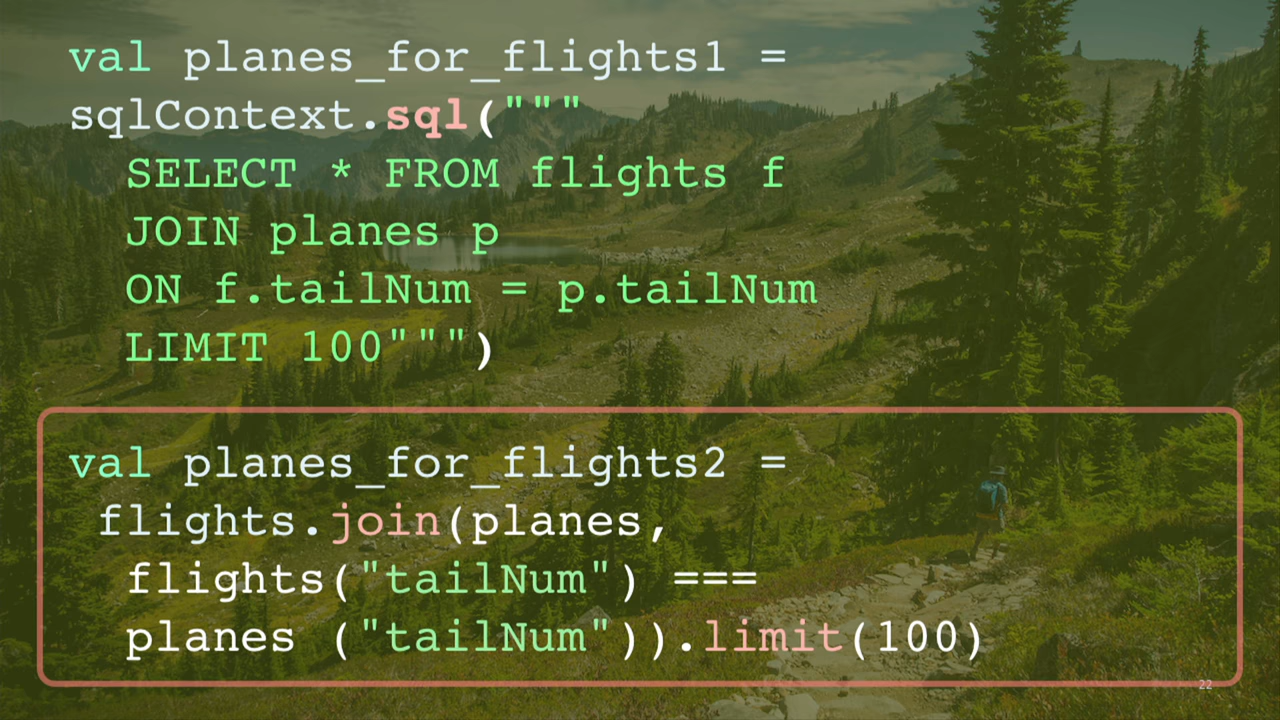 val planes_for_flights1 =
sqlContext.sql("""
SELECT * FROM flights f
JOIN planes p
ON f.tailNum = p.tailNum
LIMIT 100""")
val planes_for_flights2 =
flights.join(planes,
flights("tailNum") ===
planes ("tailNum")).limit(100)
22